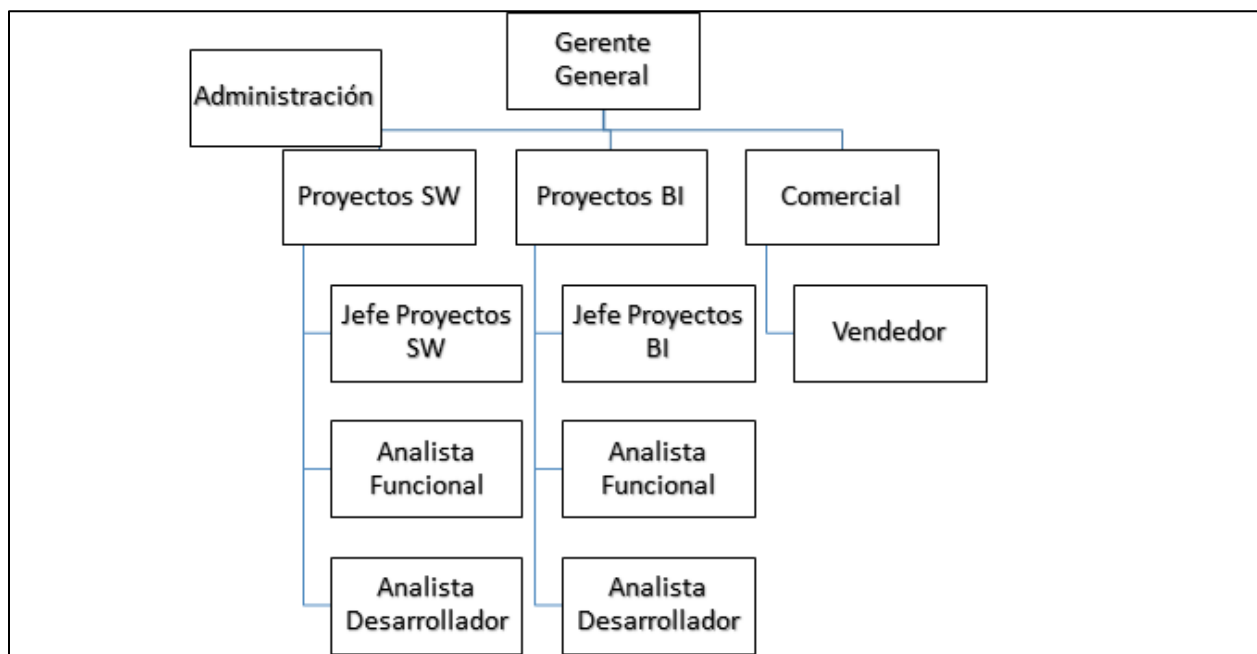 Gerente
General
Administración
Proyectos SW
Proyectos BI
Comercial
Jefe Proyectos
SW
Jefe Proyectos
BI
Vendedor
Analista
Funcional
Analista
Funcional
Analista
Desarrollador
Analista
Desarrollador